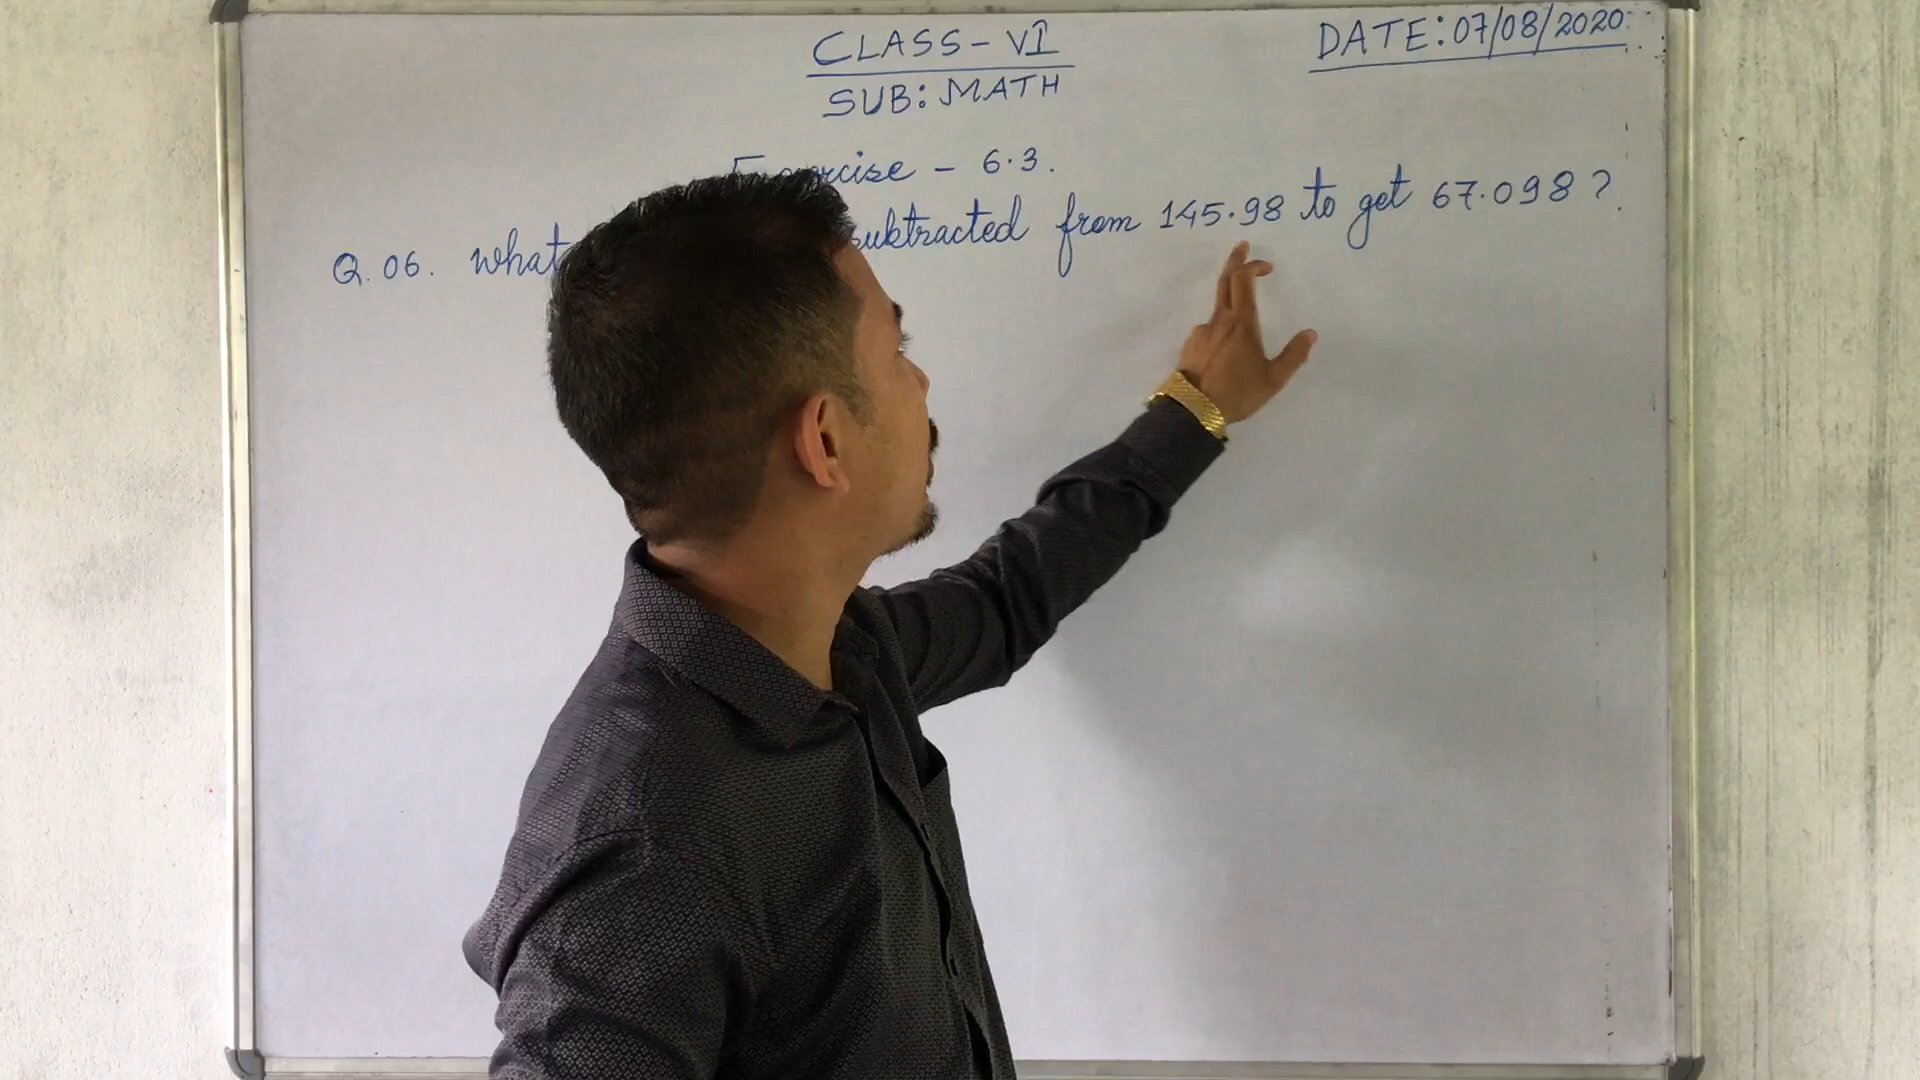 CLASS-VI
DATE: 07/08/2020
SUB: MATH
Exercise - 6.3.
Q.06. What subtracted from 145.98 to get 67.098?